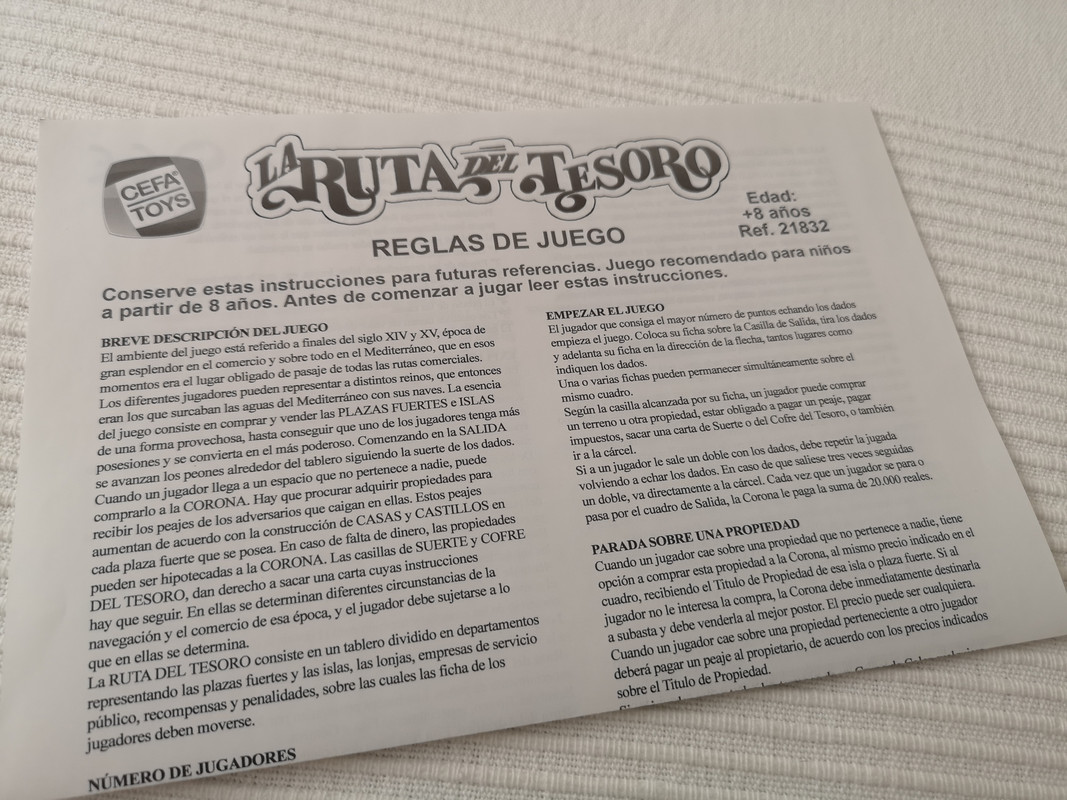 CEFA®
TOYS
LA RUTA DEL TESORO
Edad:
+8 años
Ref. 21832
REGLAS DE JUEGO
Conserve estas instrucciones para futuras referencias. Juego recomendado para niños
a partir de 8 años. Antes de comenzar a jugar leer estas instrucciones.
BREVE DESCRIPCIÓN DEL JUEGO
El ambiente del juego está referido a finales del siglo XIV y XV, época de
gran esplendor en el comercio y sobre todo en el Mediterráneo, que en esos
momentos era el lugar obligado de pasaje de todas las rutas comerciales.
Los diferentes jugadores pueden representar a distintos reinos, que entonces
eran los que surcaban las aguas del Mediterráneo con sus naves. La esencia
del juego consiste en comprar y vender las PLAZAS FUERTES e ISLAS
de una forma provechosa, hasta conseguir que uno de los jugadores tenga más
posesiones y se convierta en el más poderoso. Comenzando en la SALIDA
se avanzan los peones alrededor del tablero siguiendo la suerte de los dados.
Cuando un jugador llega a un espacio que no pertenece a nadie, puede
comprarlo a la CORONA. Hay que procurar adquirir propiedades para
recibir los peajes de los adversarios que caigan en ellas. Estos peajes
aumentan de acuerdo con la construcción de CASAS y CASTILLOS en
cada plaza fuerte que se posea. En caso de falta de dinero, las propiedades
pueden ser hipotecadas a la CORONA. Las casillas de SUERTE y COFRE
DEL TESORO, dan derecho a sacar una carta cuyas instrucciones
hay que seguir. En ellas se determinan diferentes circunstancias de la
navegación y el comercio de esa época, y el jugador debe sujetarse a lo
que en ellas se determina.
La RUTA DEL TESORO consiste en un tablero dividido en departamentos
representando las plazas fuertes y las islas, las lonjas, empresas de servicio
público, recompensas y penalidades, sobre las cuales las ficha de los
jugadores deben moverse.
NÚMERO DE JUGADORES
EMPEZAR EL JUEGO
El jugador que consiga el mayor número de puntos echando los dados
empieza el juego. Coloca su ficha sobre la Casilla de Salida, tira los dados
y adelanta su ficha en la dirección de la flecha, tantos lugares como
indiquen los dados.
Una o varias fichas pueden permanecer simultáneamente sobre el
mismo cuadro.
Según la casilla alcanzada por su ficha, un jugador puede comprar
un terreno u otra propiedad, estar obligado a pagar un peaje, pagar
impuestos, sacar una carta de Suerte o del Cofre del Tesoro, o también
ir a la cárcel.
Si a un jugador le sale un doble con los dados, debe repetir la jugada
volviendo a echar los dados. En caso de que saliese tres veces seguidas
un doble, va directamente a la cárcel. Cada vez que un jugador se para o
pasa por el cuadro de Salida, la Corona le paga la suma de 20.000 reales.
PARADA SOBRE UNA PROPIEDAD
Cuando un jugador cae sobre una propiedad que no pertenece a nadie, tiene
opción a comprar esta propiedad a la Corona, al mismo precio indicado en el
cuadro, recibiendo el Título de Propiedad de esa isla o plaza fuerte. Si al
jugador no le interesa la compra, la Corona debe inmediatamente destinarla
a subasta y debe venderla al mejor postor. El precio puede ser cualquiera.
Cuando un jugador cae sobre una propiedad perteneciente a otro jugador
deberá pagar un peaje al propietario, de acuerdo con los precios indicados
sobre el Título de Propiedad.